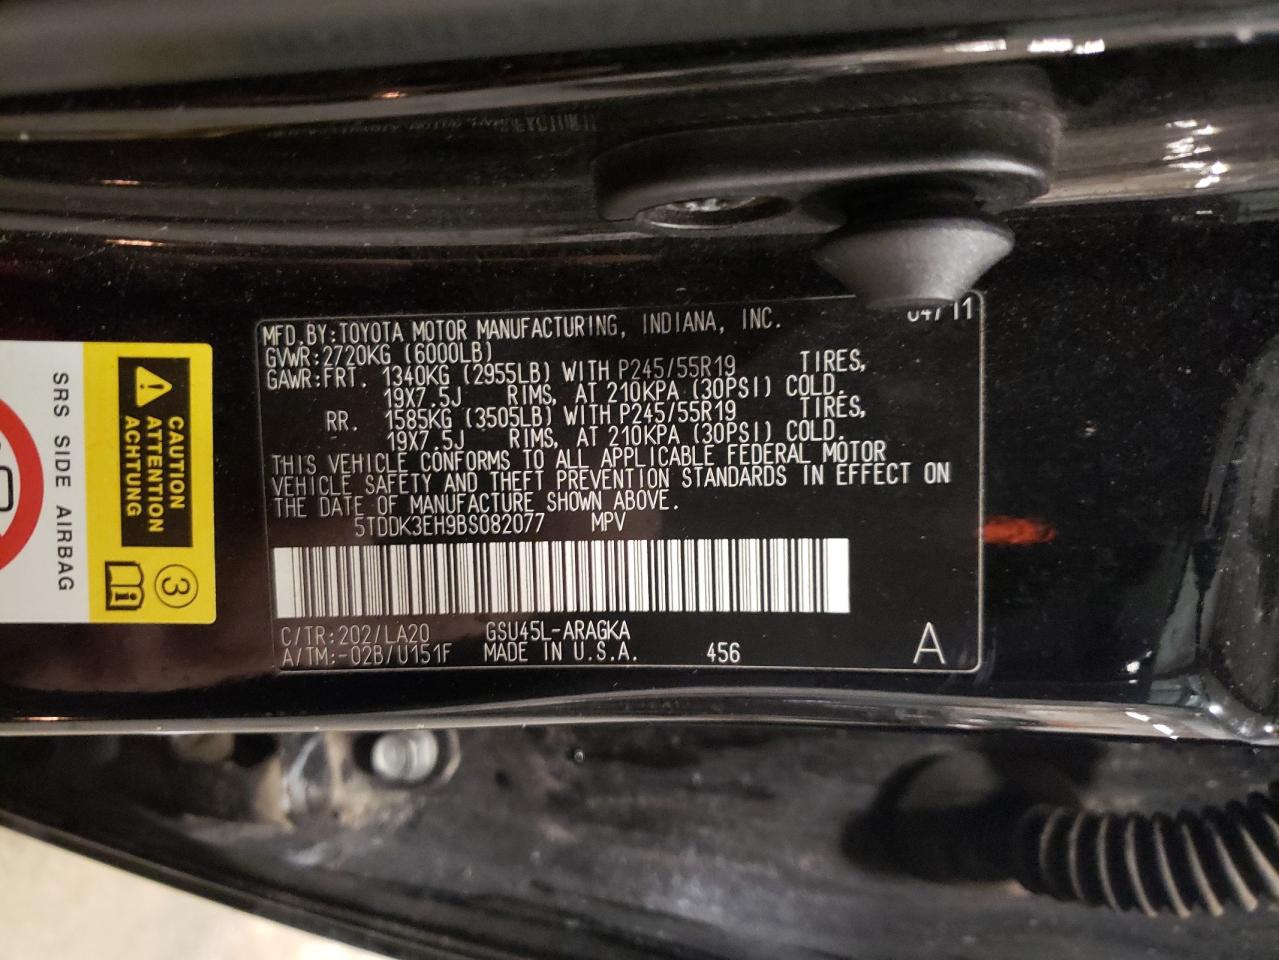 04/11
MFD.BY:TOYOTA MOTOR MANUFACTURING, INDIANA, INC.
GVWR:2720KG (6000LB)
GAWR:FRT. 1340KG (2955LB) WITH P245/55R19 TIRES,
19X7.5J RIMS, AT 210KPA (30PSI) COLD.
RR. 1585KG (3505LB) WITH P245/55R19 TIRES,
19X7.5J RIMS, AT 210KPA (30PSI) COLD.
THIS VEHICLE CONFORMS TO ALL APPLICABLE FEDERAL MOTOR
VEHICLE SAFETY AND THEFT PREVENTION STANDARDS IN EFFECT ON
THE DATE OF MANUFACTURE SHOWN ABOVE.
5TDDK3EH9BS082077 MPV
C/TR:202/LA20 GSU45L-ARAGKA
A/TM:-02B/U151F MADE IN U.S.A. 456 A
CAUTION
ATTENTION
ACHTUNG
3
SRS SIDE AIRBAG